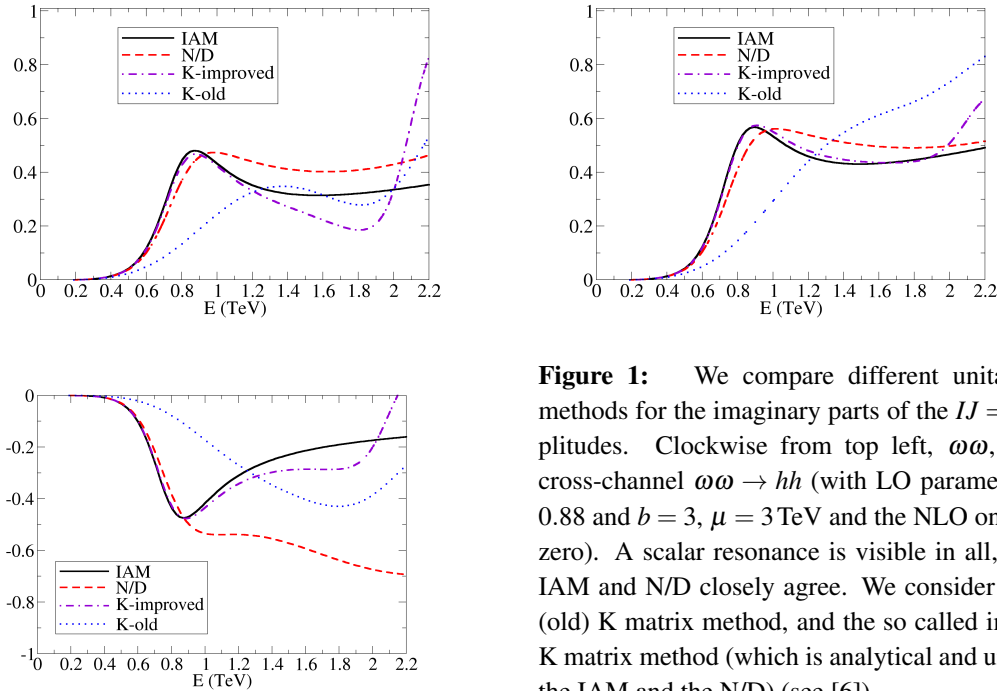 1
0.8
0.6
0.4
0.2
0
IAM
N/D
K-improved
K-old
0 0.2 0.4 0.6 0.8 1 1.2 1.4 1.6 1.8 2 2.2
E (TeV)
1
0.8
0.6
0.4
0.2
0
IAM
N/D
K-improved
K-old
0 0.2 0.4 0.6 0.8 1 1.2 1.4 1.6 1.8 2 2.2
E (TeV)
0
-0.2
-0.4
-0.6
-0.8
-1
IAM
N/D
K-improved
K-old
0 0.2 0.4 0.6 0.8 1 1.2 1.4 1.6 1.8 2 2.2
E (TeV)
Figure 1: We compare different unita
methods for the imaginary parts of the IJ =
plitudes. Clockwise from top left, ωω,
cross-channel ωω → hh (with LO parame
0.88 and b = 3, μ = 3 TeV and the NLO on
zero). A scalar resonance is visible in all,
IAM and N/D closely agree. We consider
(old) K matrix method, and the so called i
K matrix method (which is analytical and u
the IAM and the N/D) (see [6])